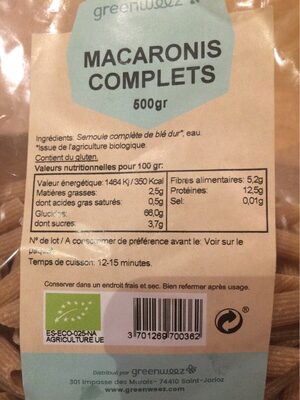 greenweez
MACARONIS
COMPLETS
500gr
Ingrédients: Semoule complète de blé dur*, eau.
*Issue de l'agriculture biologique.
Contient du gluten.
Valeurs nutritionnelles pour 100 gr:
Valeur énergétique: 1484 Kj / 350 Kcal
Matières grasses: 2,5g
dont acides gras saturés: 0,5g
Glucides: 66,0g
dont sucres: 3,7g
Fibres alimentaires: 5,2g
Protéines: 12,5g
Sel: 0,01g
N° de lot / A consommer de préférence avant le: Voir sur le
paquet
Temps de cuisson: 12-15 minutes.
Conserver dans un endroit frais et sec. Bien refermer après usage.
ES-ECO-025-NA
AGRICULTURE UE
3 701269 700362
Distribué par greenweez
301 Impasse des Murais - 74410 Saint-Jorioz
www.greenweez.com